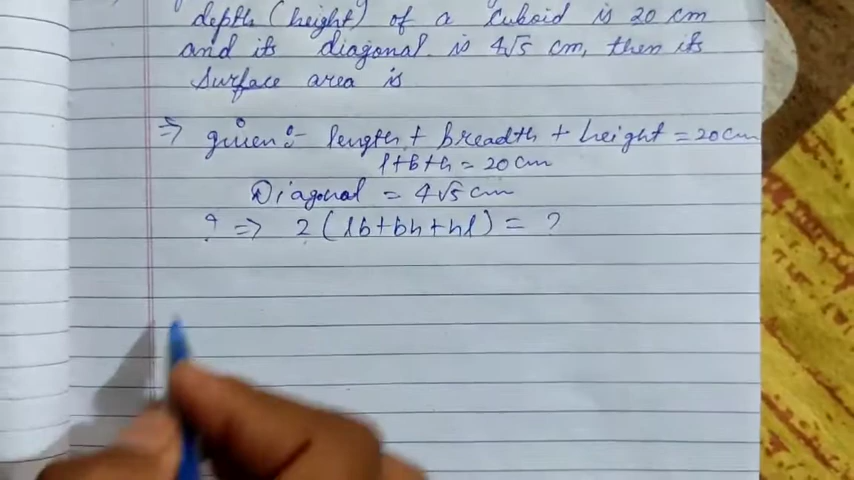 depth (height) of a cuboid is 20 cm
and its diagonal is 4√5 cm, then its
surface area is
⇒ given:- length + breadth + height = 20cm
l+b+h = 20 cm
Diagonal = 4√5 cm
? ⇒ 2 (lb+bh+hl) = ?